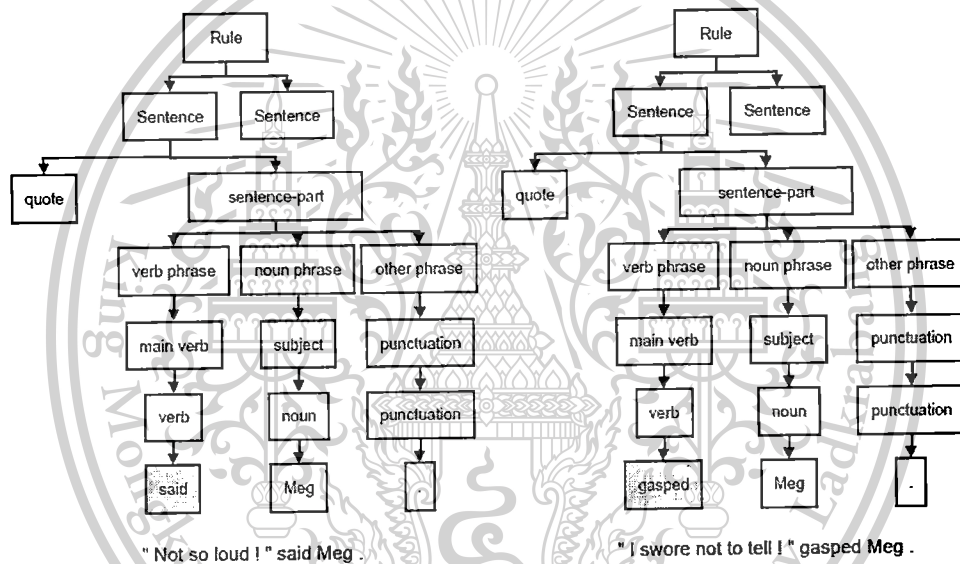 Rule
Rule
Sentence Sentence
Sentence Sentence
quote sentence-part
quote sentence-part
verb phrase noun phrase other phrase
verb phrase noun phrase other phrase
main verb subject punctuation
main verb subject punctuation
verb noun punctuation
verb noun punctuation
said Meg .
gasped Meg .
" Not so loud ! " said Meg .
" I swore not to tell ! " gasped Meg .